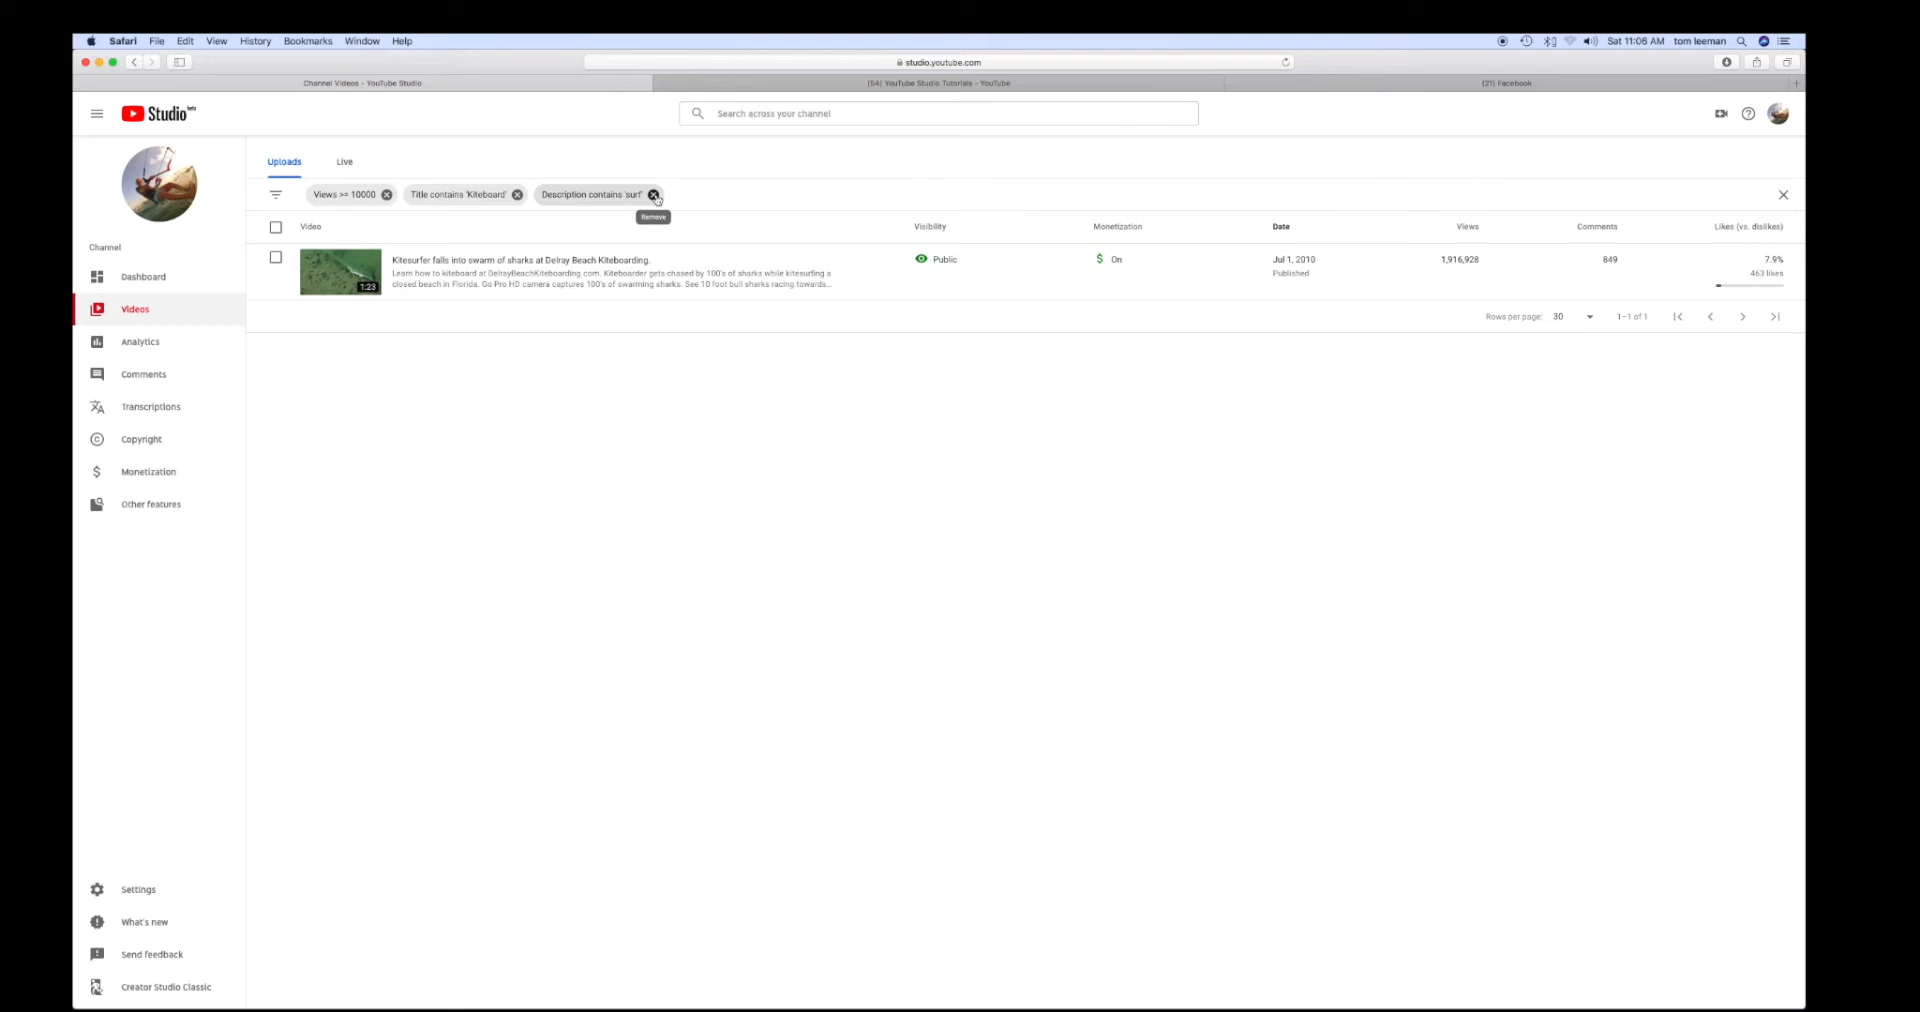 Safari File Edit View History Bookmarks Window Help Sat 11:06 AM tom leeman
studio.youtube.com
Channel Videos - YouTube Studio (54) YouTube Studio Tutorials - YouTube (21) Facebook
Studio beta Search across your channel
Uploads Live
Views >= 10000 Title contains 'Kiteboard' Description contains 'surf'
Remove
Video Visibility Monetization Date Views Comments Likes (vs. dislikes)
Kitesurfer falls into swarm of sharks at Delray Beach Kiteboarding. Public $ On Jul 1, 2010 1,916,928 849 7.9%
Learn how to kiteboard at DelrayBeachKiteboarding.com. Kiteboarder gets chased by 100's of sharks while kitesurfing a Published 463 likes
closed beach in Florida. Go Pro HD camera captures 100's of swarming sharks. See 10 foot bull sharks racing towards...
1:23
Rows per page: 30 1–1 of 1
Channel
Dashboard
Videos
Analytics
Comments
Transcriptions
Copyright
Monetization
Other features
Settings
What's new
Send feedback
Creator Studio Classic